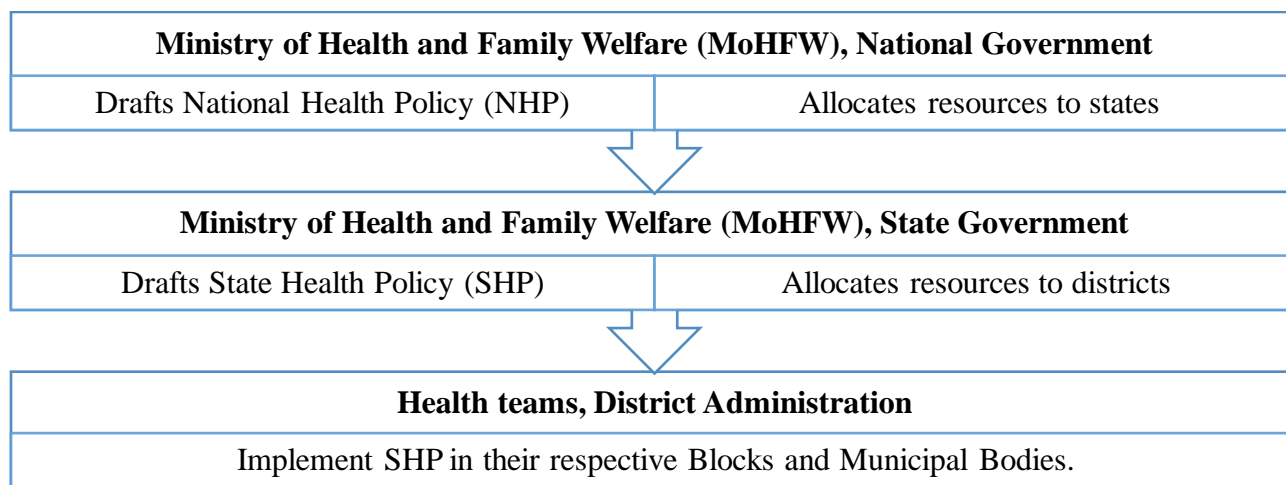 Ministry of Health and Family Welfare (MoHFW), National Government
Drafts National Health Policy (NHP)
Allocates resources to states
Ministry of Health and Family Welfare (MoHFW), State Government
Drafts State Health Policy (SHP)
Allocates resources to districts
Health teams, District Administration
Implement SHP in their respective Blocks and Municipal Bodies.